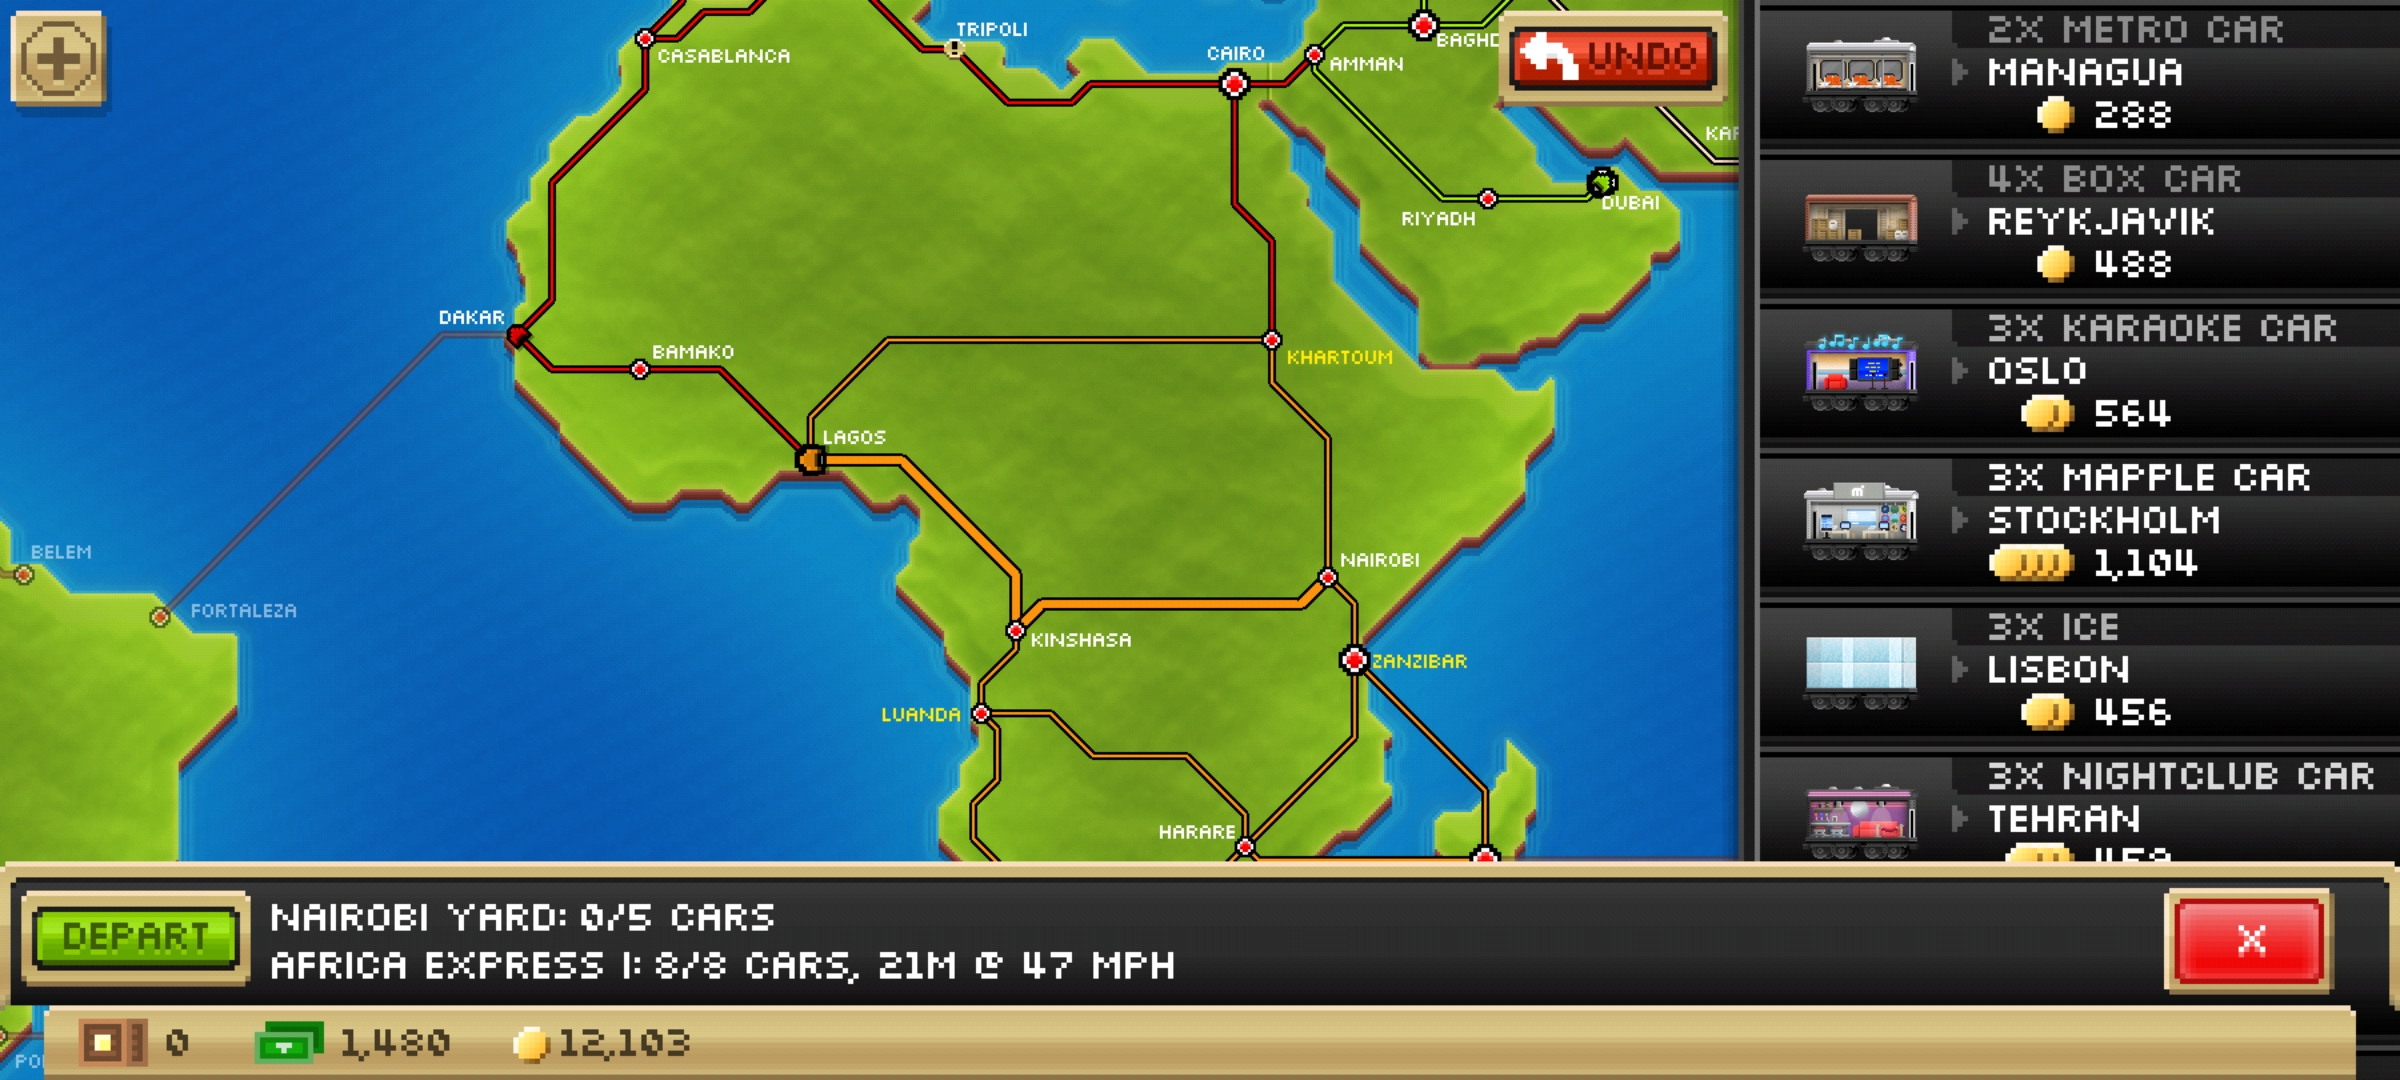 TRIPOLI
CASABLANCA
CAIRO
AMMAN
BAGHD
UNDO
KAR
RIYADH
DUBAI
DAKAR
BAMAKO
KHARTOUM
LAGOS
BELEM
FORTALEZA
NAIROBI
KINSHASA
ZANZIBAR
LUANDA
HARARE
2X METRO CAR
MANAGUA
288
4X BOX CAR
REYKJAVIK
488
3X KARAOKE CAR
OSLO
564
3X MAPPLE CAR
STOCKHOLM
1,104
3X ICE
LISBON
456
3X NIGHTCLUB CAR
TEHRAN
DEPART
NAIROBI YARD: 0/5 CARS
AFRICA EXPRESS I: 8/8 CARS, 21M @ 47 MPH
X
0
1,480
12,103